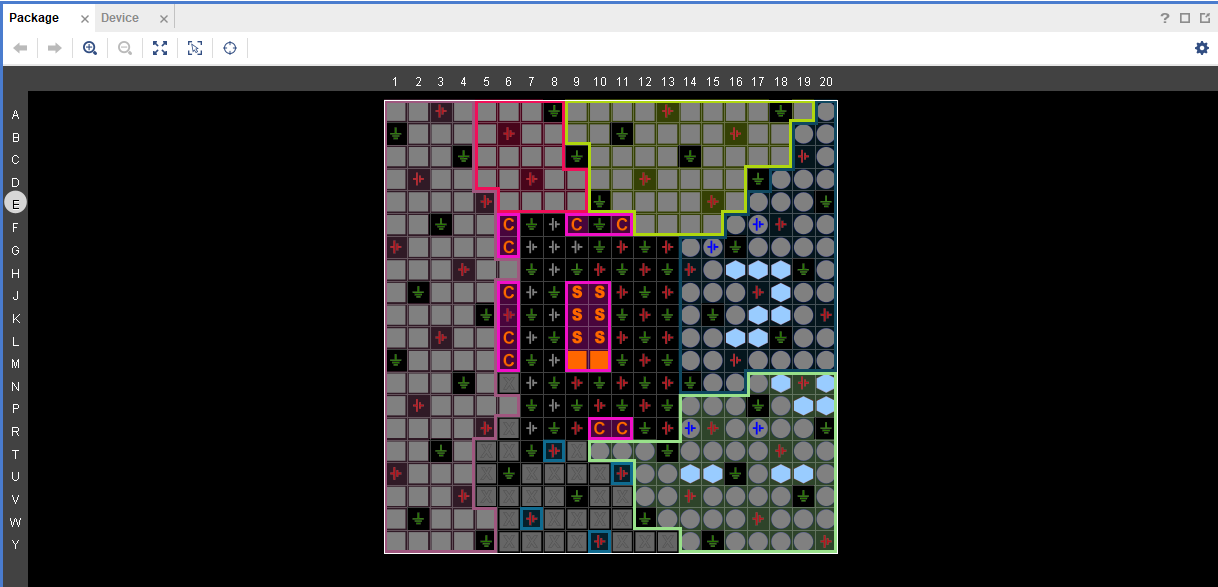 Package × Device ×
?
1 2 3 4 5 6 7 8 9 10 11 12 13 14 15 16 17 18 19 20
A
B
C
D
E
F C C C
G C
H
J C S S
K S S
L C S S
M C
N
P
R C C
T
U
V
W
Y